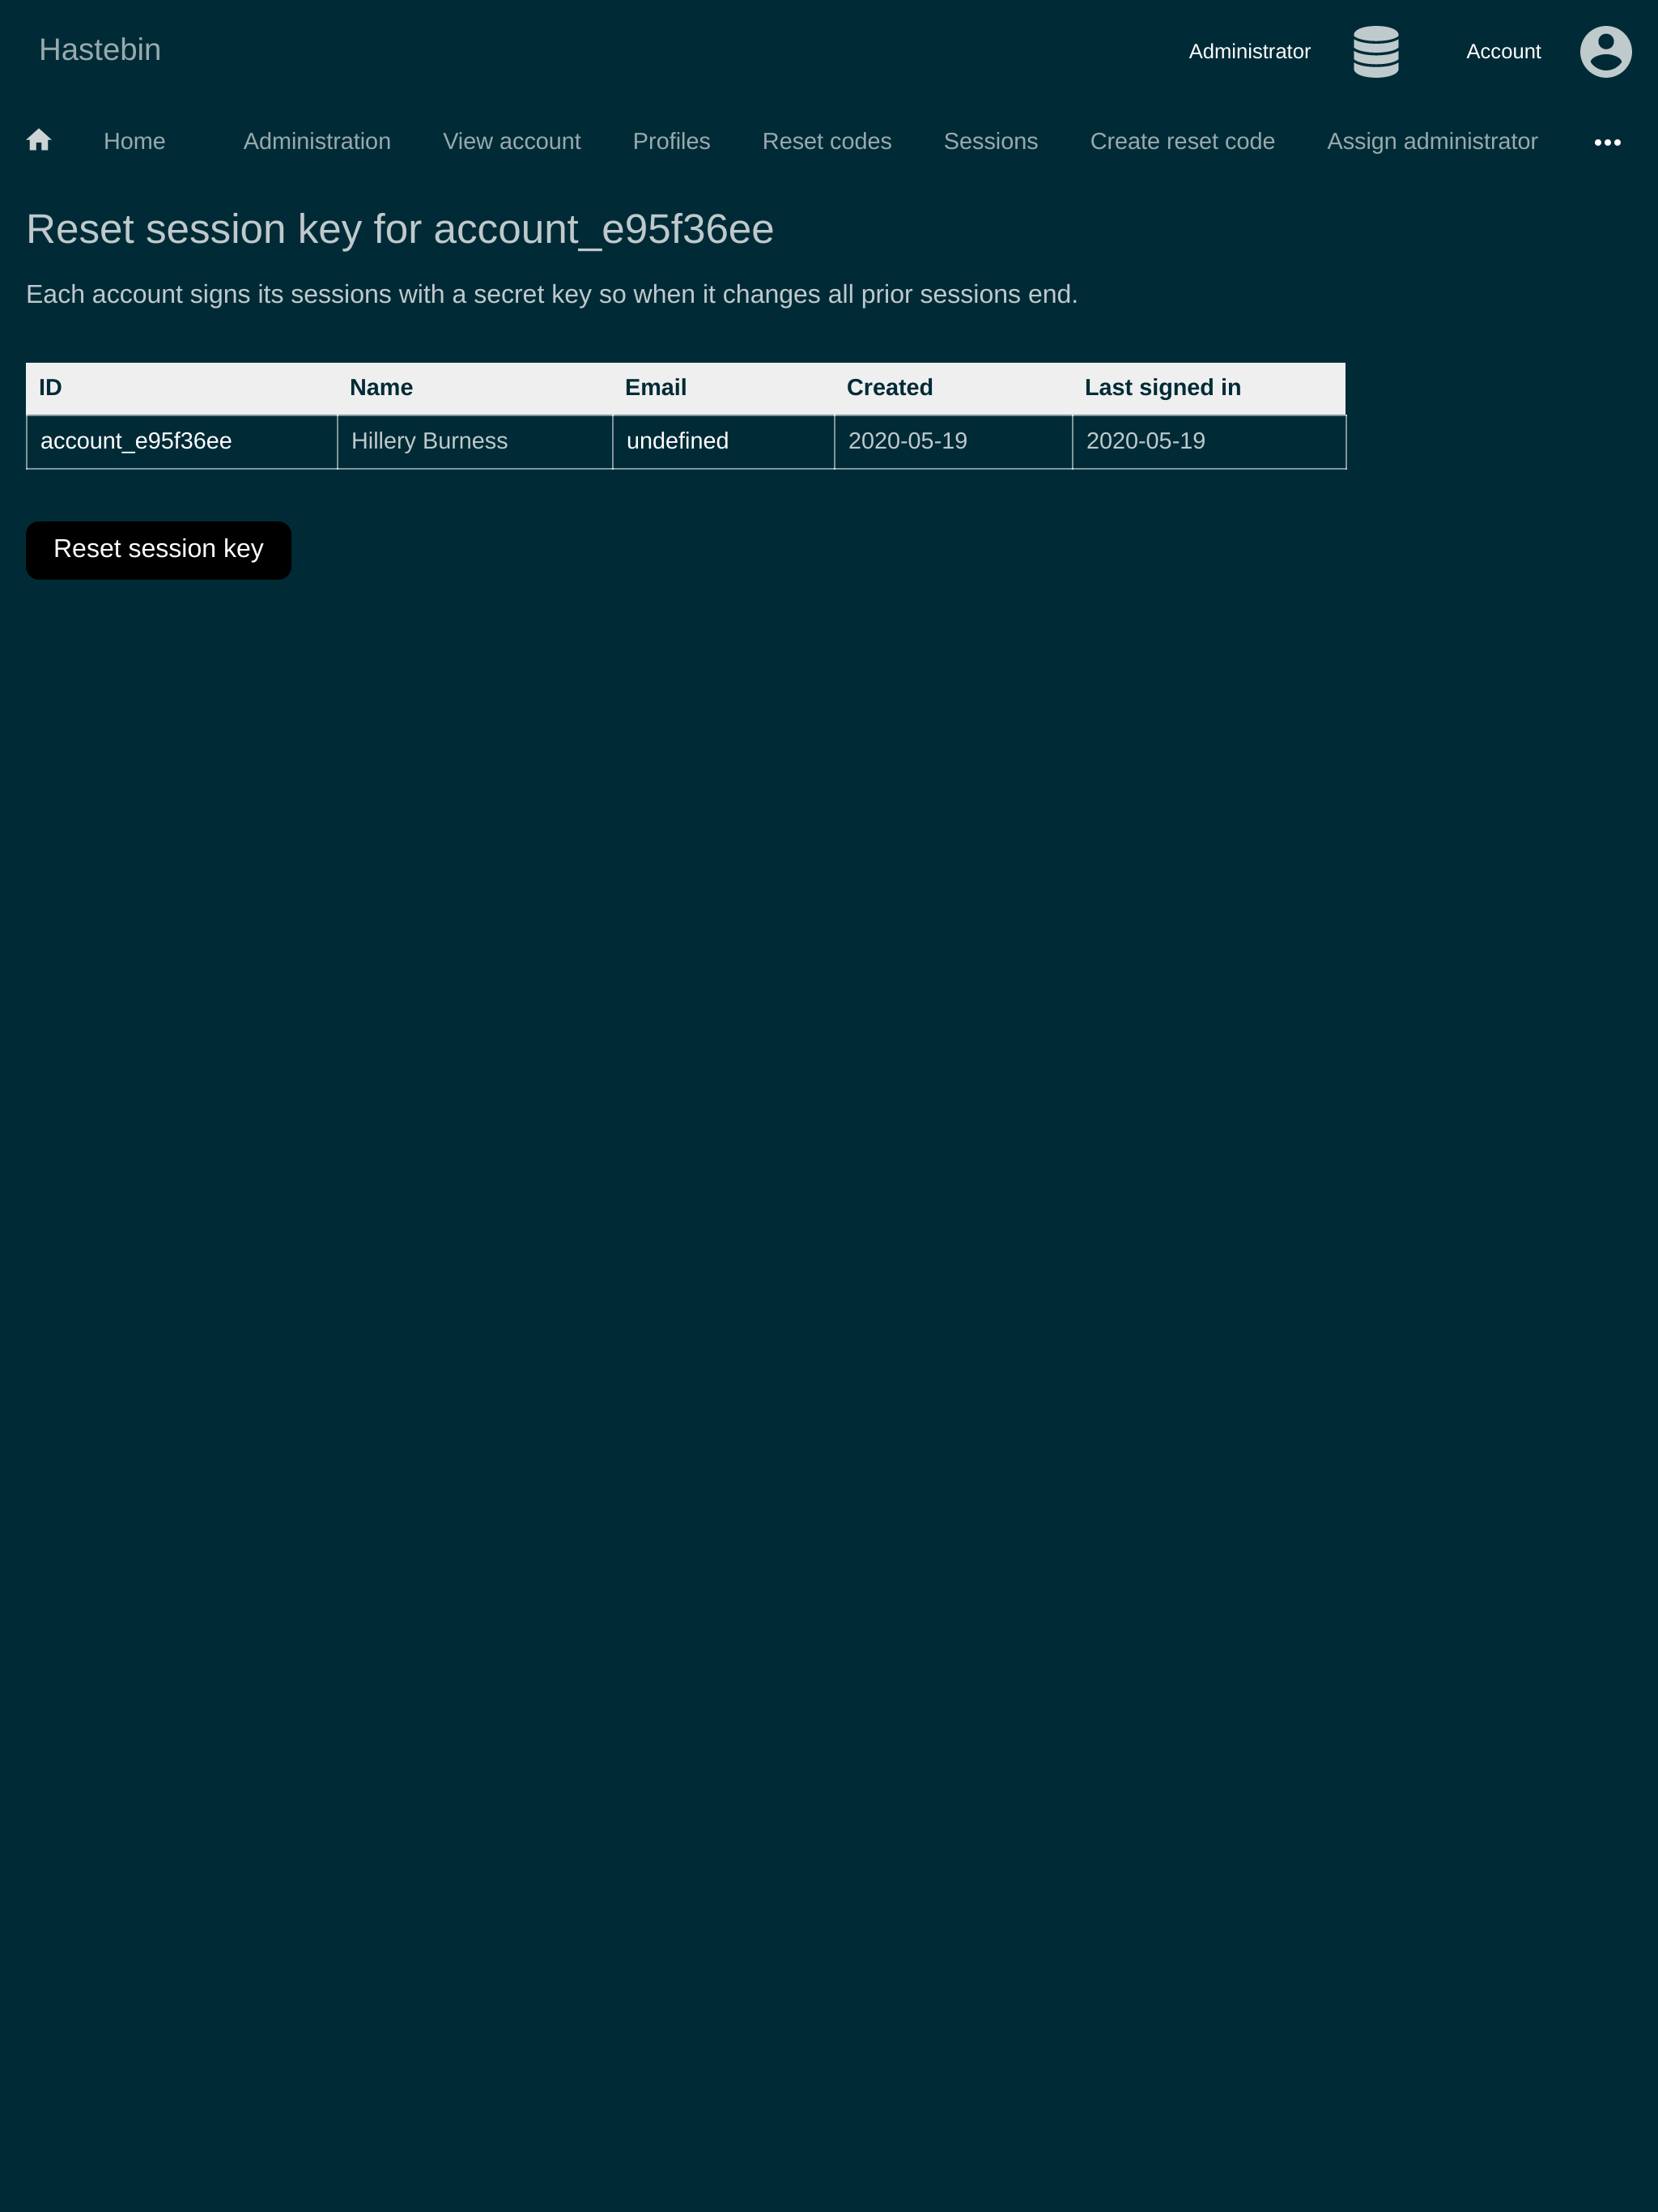 Hastebin
Administrator Account
Home Administration View account Profiles Reset codes Sessions Create reset code Assign administrator
Reset session key for account_e95f36ee
Each account signs its sessions with a secret key so when it changes all prior sessions end.
ID Name Email Created Last signed in
account_e95f36ee Hillery Burness undefined 2020-05-19 2020-05-19
Reset session key